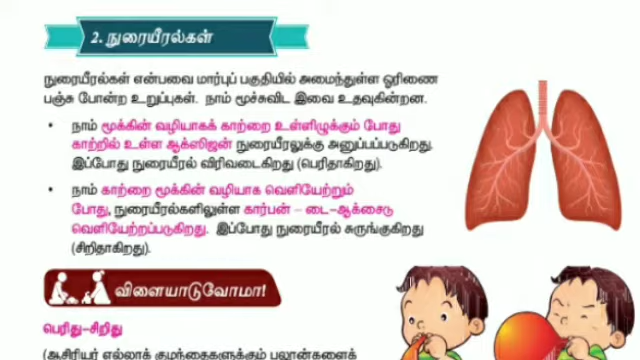 2. நுரையீரல்கள்
நுரையீரல்கள் என்பவை மார்புப் பகுதியில் அமைந்துள்ள ஓரிணை
பஞ்சு போன்ற உறுப்புகள். நாம் மூச்சுவிட இவை உதவுகின்றன.
• நாம் மூக்கின் வழியாகக் காற்றை உள்ளிழுக்கும் போது
காற்றில் உள்ள ஆக்ஸிஜன் நுரையீரலுக்கு அனுப்பப்படுகிறது.
இப்போது நுரையீரல் விரிவடைகிறது (பெரிதாகிறது).
• நாம் காற்றை மூக்கின் வழியாக வெளியேற்றும்
போது, நுரையீரல்களிலுள்ள கார்பன் – டை–ஆக்சைடு
வெளியேற்றப்படுகிறது. இப்போது நுரையீரல் சுருங்குகிறது
(சிறிதாகிறது).
விளையாடுவோமா!
பெரிது-சிறிது
(ஆசிரியர் எல்லாக் குழந்தைகளுக்கும் பலூன்களைக்